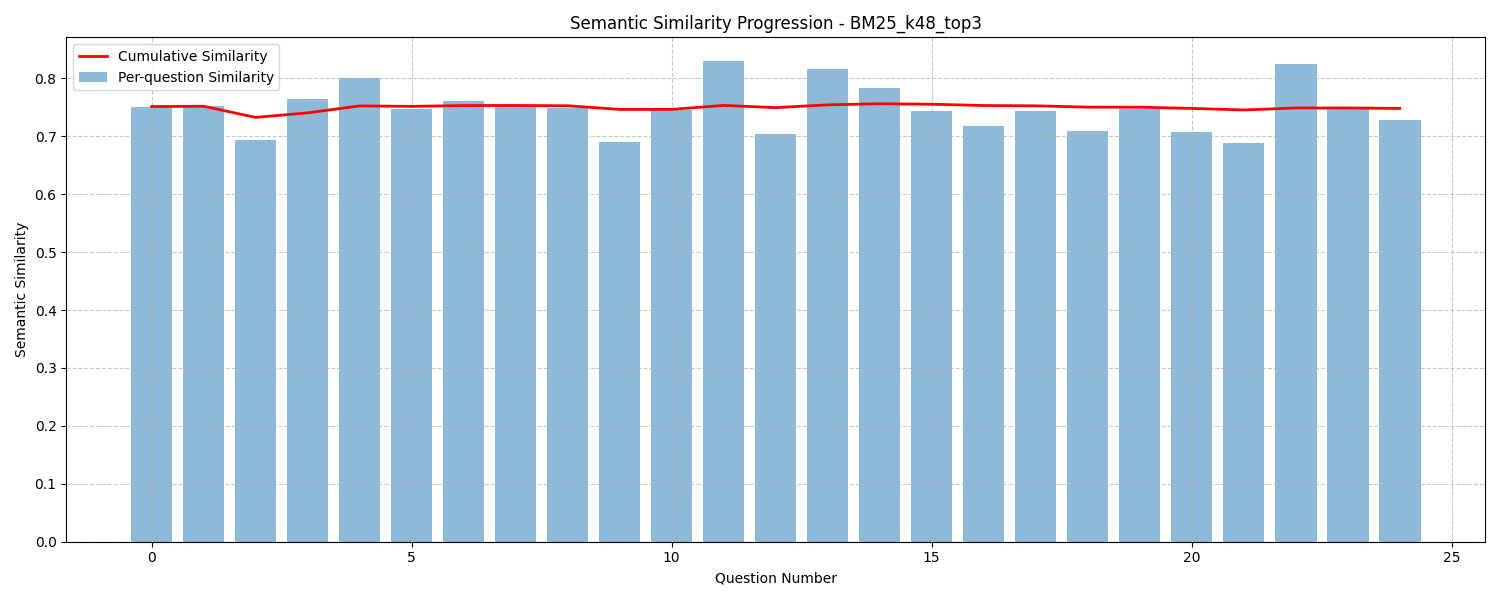 Semantic Similarity Progression - BM25_k48_top3
Cumulative Similarity
Per-question Similarity
Semantic Similarity
0.8
0.7
0.6
0.5
0.4
0.3
0.2
0.1
0.0
0 5 10 15 20 25
Question Number